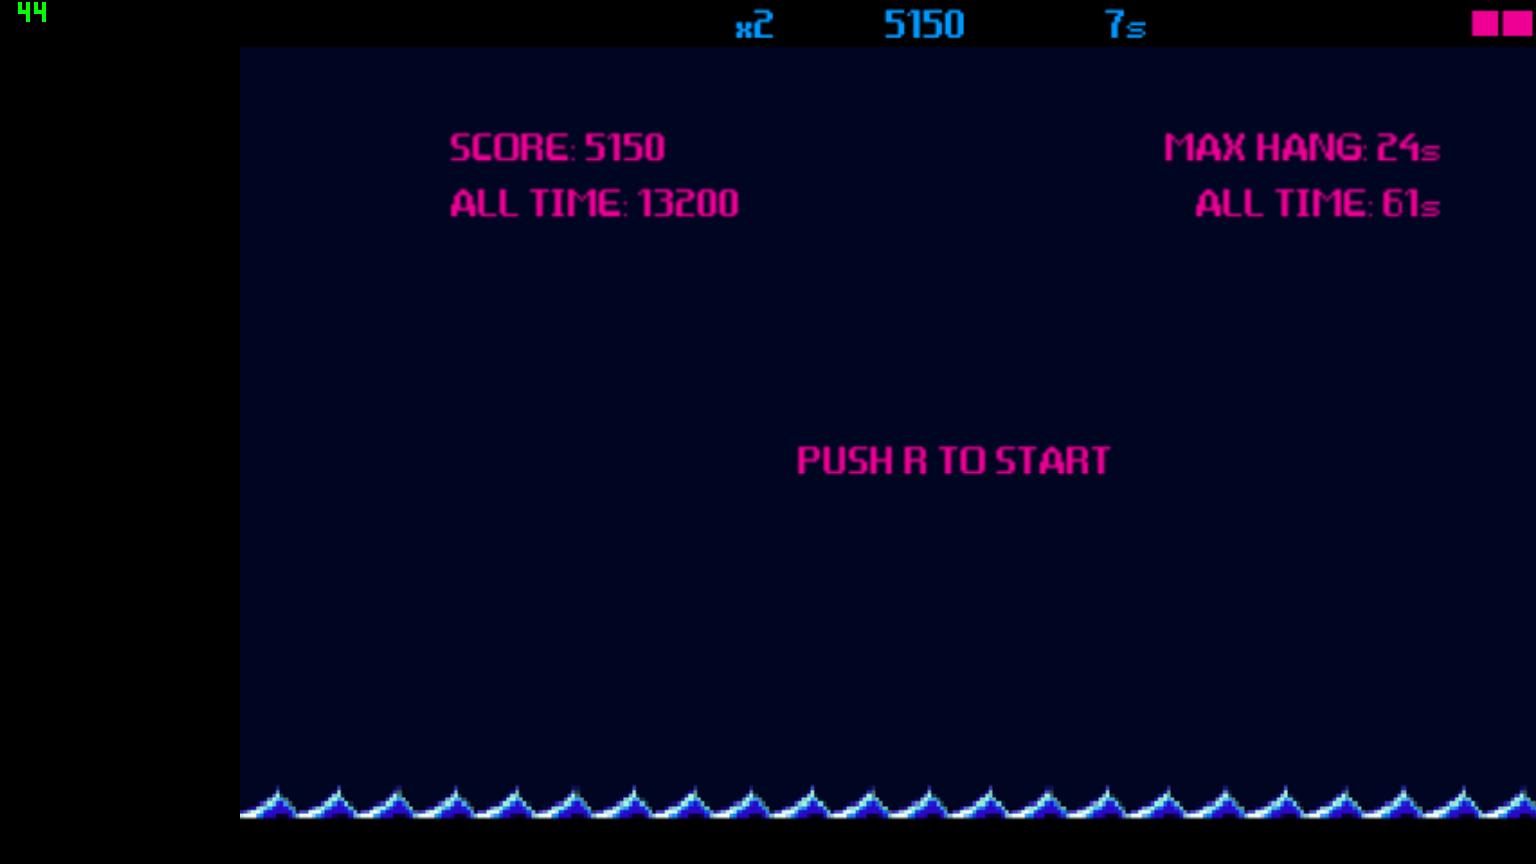 44
x2 5150 7s
SCORE: 5150 MAX HANG: 24s
ALL TIME: 13200 ALL TIME: 61s
PUSH R TO START